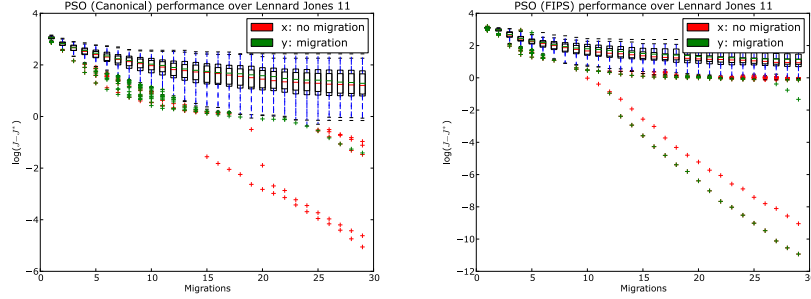 PSO (Canonical) performance over Lennard Jones 11
x: no migration
y: migration
4
2
0
−2
−4
−6
log(J−J*)
0 5 10 15 20 25 30
Migrations
PSO (FIPS) performance over Lennard Jones 11
x: no migration
y: migration
4
2
0
−2
−4
−6
−8
−10
−12
log(J−J*)
0 5 10 15 20 25 30
Migrations